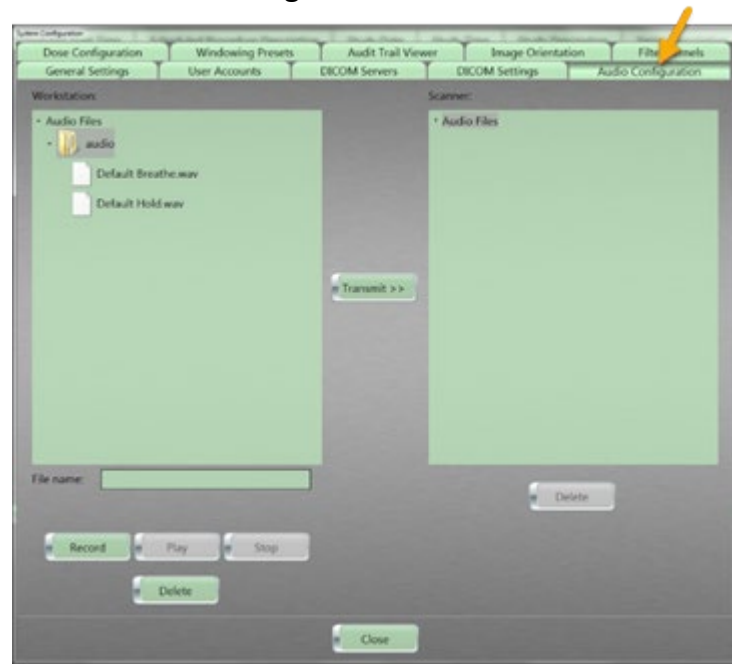 System Configuration
Dose Configuration Windowing Presets Audit Trail Viewer Image Orientation Filter Kernels
General Settings User Accounts DICOM Servers DICOM Settings Audio Configuration
Workstation: Scanner:
Audio Files Audio Files
audio
Default Breathe.wav
Default Hold.wav
Transmit >>
File name:
Delete
Record Play Stop
Delete
Close